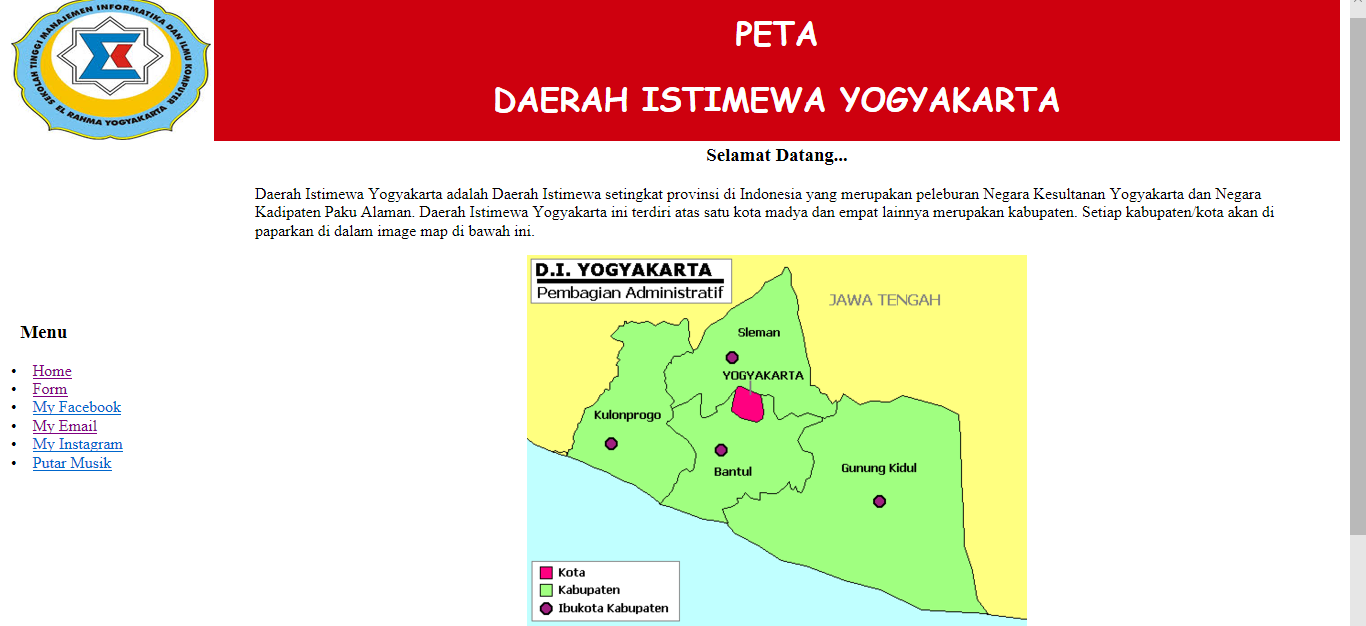 SEKOLAH TINGGI MANAJEMEN INFORMATIKA DAN ILMU KOMPUTER
EL RAHMA YOGYAKARTA
PETA
DAERAH ISTIMEWA YOGYAKARTA
Menu
• Home
• Form
• My Facebook
• My Email
• My Instagram
• Putar Musik
Selamat Datang...
Daerah Istimewa Yogyakarta adalah Daerah Istimewa setingkat provinsi di Indonesia yang merupakan peleburan Negara Kesultanan Yogyakarta dan Negara
Kadipaten Paku Alaman. Daerah Istimewa Yogyakarta ini terdiri atas satu kota madya dan empat lainnya merupakan kabupaten. Setiap kabupaten/kota akan di
paparkan di dalam image map di bawah ini.
D.I. YOGYAKARTA
Pembagian Administratif
JAWA TENGAH
Sleman
YOGYAKARTA
Kulonprogo
Bantul
Gunung Kidul
Kota
Kabupaten
Ibukota Kabupaten